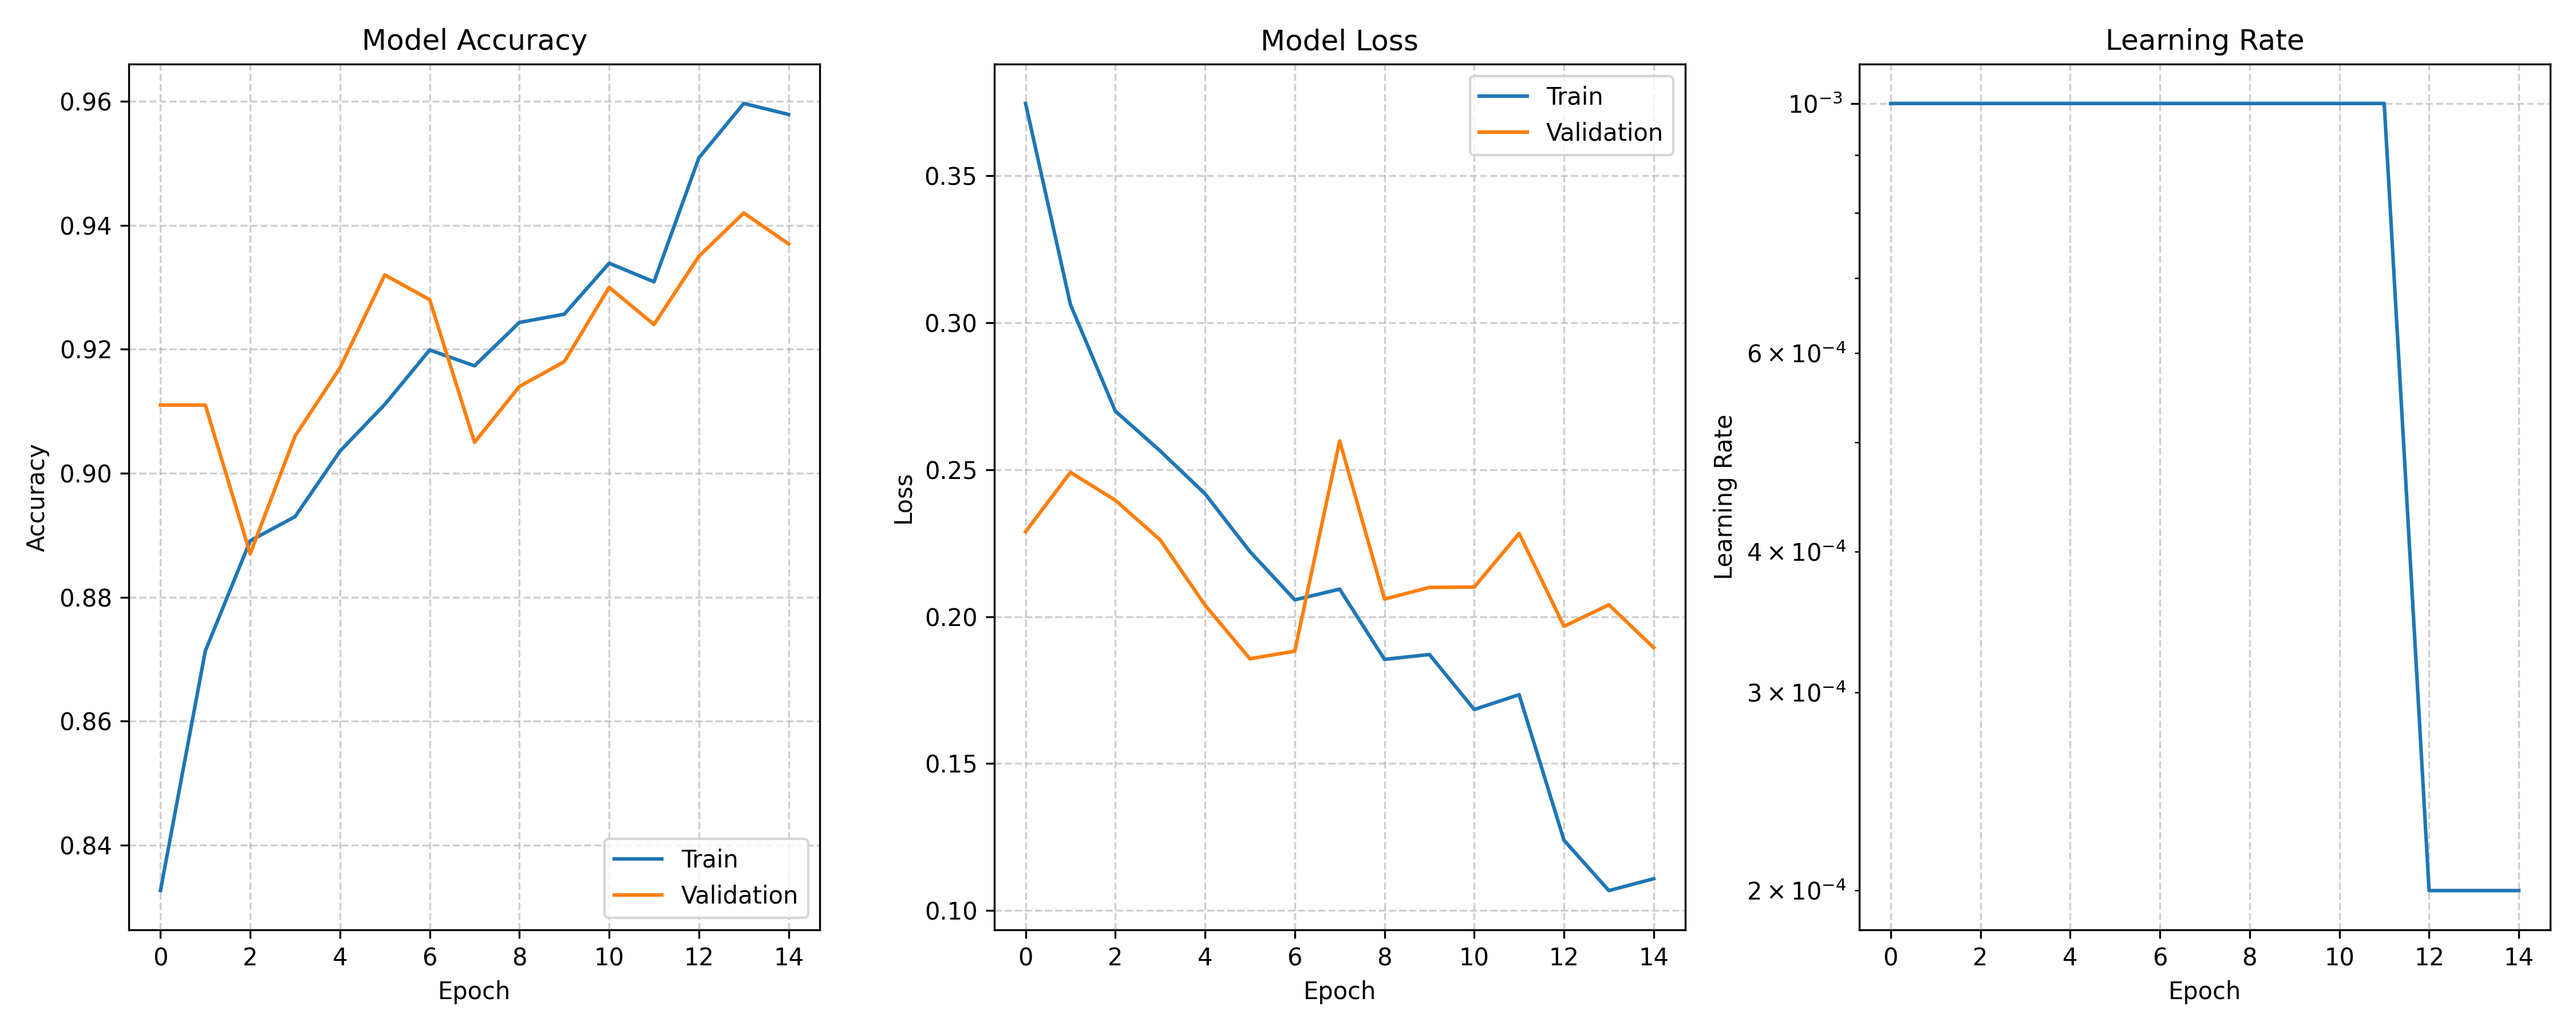 Model Accuracy
0.96
0.94
0.92
0.90
0.88
0.86
0.84
Accuracy
Train
Validation
0 2 4 6 8 10 12 14
Epoch
Model Loss
0.35
0.30
0.25
0.20
0.15
0.10
Loss
Train
Validation
0 2 4 6 8 10 12 14
Epoch
Learning Rate
10⁻³
6 × 10⁻⁴
4 × 10⁻⁴
3 × 10⁻⁴
2 × 10⁻⁴
Learning Rate
0 2 4 6 8 10 12 14
Epoch